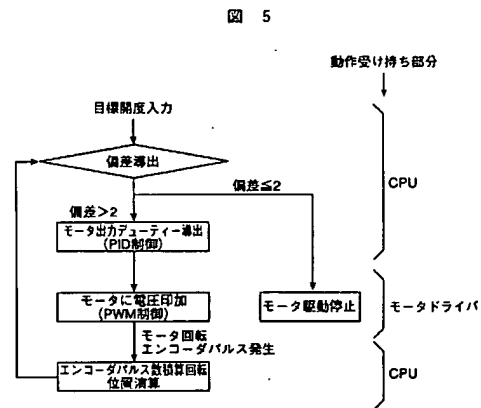 図 5
動作受け持ち部分
目標開度入力
偏差導出
偏差≦2
CPU
偏差>2
モータ出力デューティー導出
(PID制御)
モータに電圧印加
(PWM制御)
モータ駆動停止
モータドライバ
モータ回転
エンコーダパルス発生
エンコーダパルス数積算回転
位置演算
CPU